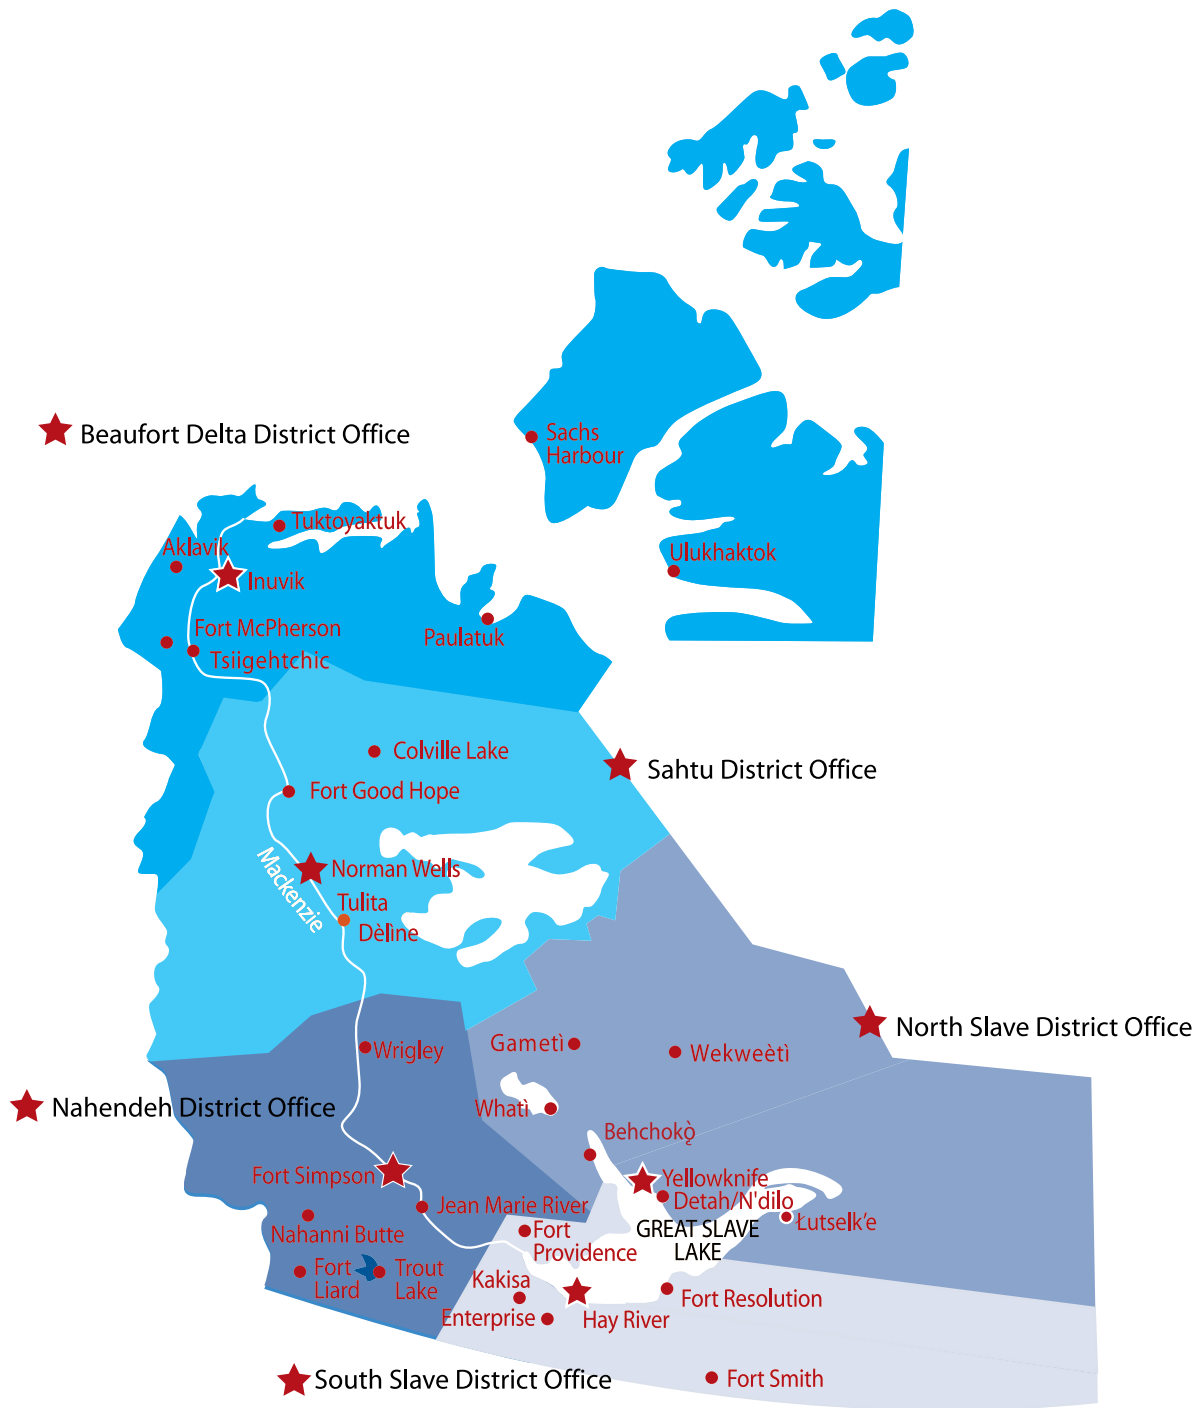 Beaufort Delta District Office
Sachs
Harbour
Tuktoyaktuk
Aklavik
Inuvik
Ulukhaktok
Fort McPherson
Paulatuk
Tsiigehtchic
Colville Lake
Sahtu District Office
Fort Good Hope
Mackenzie
Norman Wells
Tulita
Dèlìne
North Slave District Office
Gametì
Wekweètì
Wrigley
Nahendeh District Office
Whatì
Behchokǫ̀
Fort Simpson
Yellowknife
Detah/N'dilo
Jean Marie River
Łutselk'e
Nahanni Butte
Fort
Providence
GREAT SLAVE
LAKE
Fort
Liard
Trout
Lake
Kakisa
Fort Resolution
Enterprise
Hay River
South Slave District Office
Fort Smith